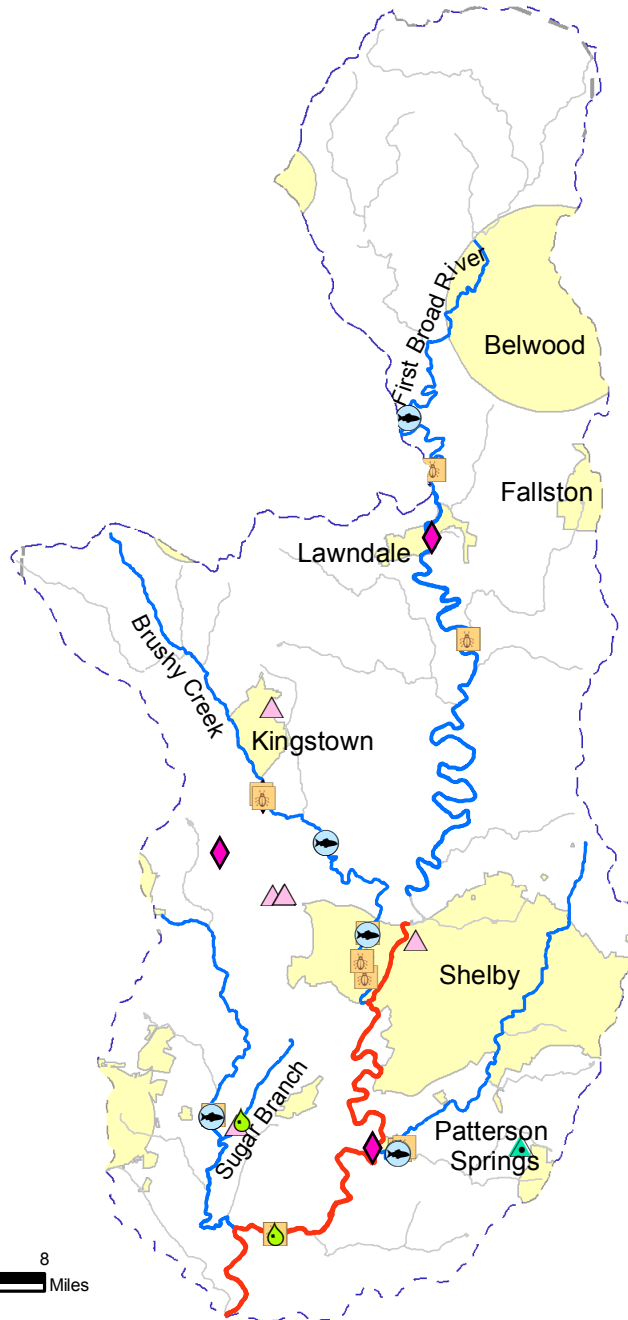 First Broad River
Belwood
Fallston
Lawndale
Brushy Creek
Kingstown
Shelby
Sugar Branch
Patterson
Springs
8
Miles